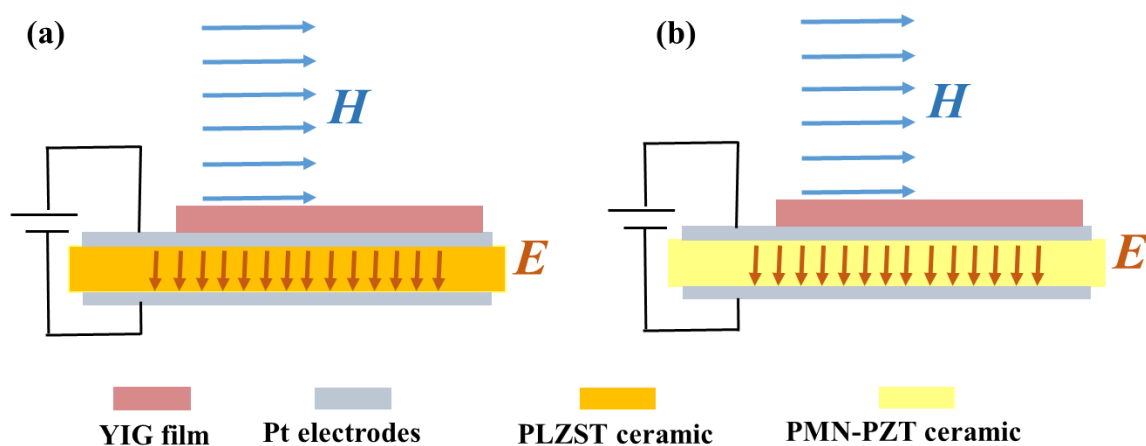 (a)
(b)
H
H
E
E
YIG film
Pt electrodes
PLZST ceramic
PMN-PZT ceramic